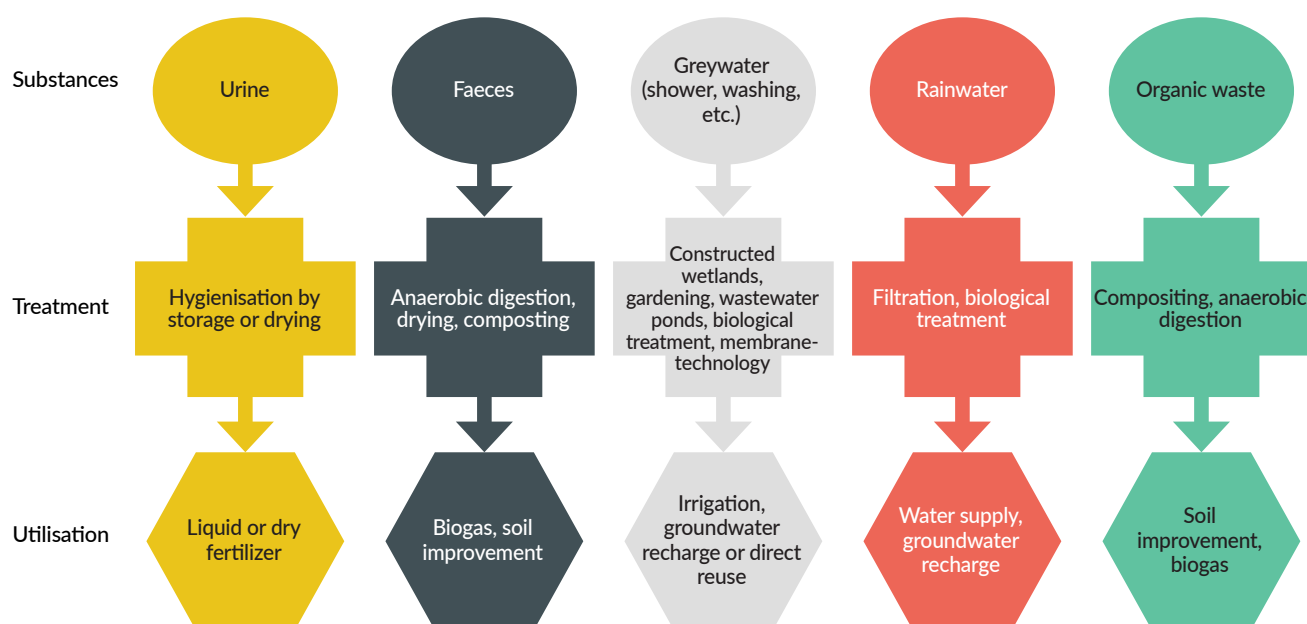 Substances
Urine
Faeces
Greywater
(shower, washing,
etc.)
Rainwater
Organic waste
Treatment
Hygienisation by
storage or drying
Anaerobic digestion,
drying, composting
Constructed
wetlands,
gardening, wastewater
ponds, biological
treatment, membrane-
technology
Filtration, biological
treatment
Compositing, anaerobic
digestion
Utilisation
Liquid or dry
fertilizer
Biogas, soil
improvement
Irrigation,
groundwater
recharge or direct
reuse
Water supply,
groundwater
recharge
Soil
improvement,
biogas